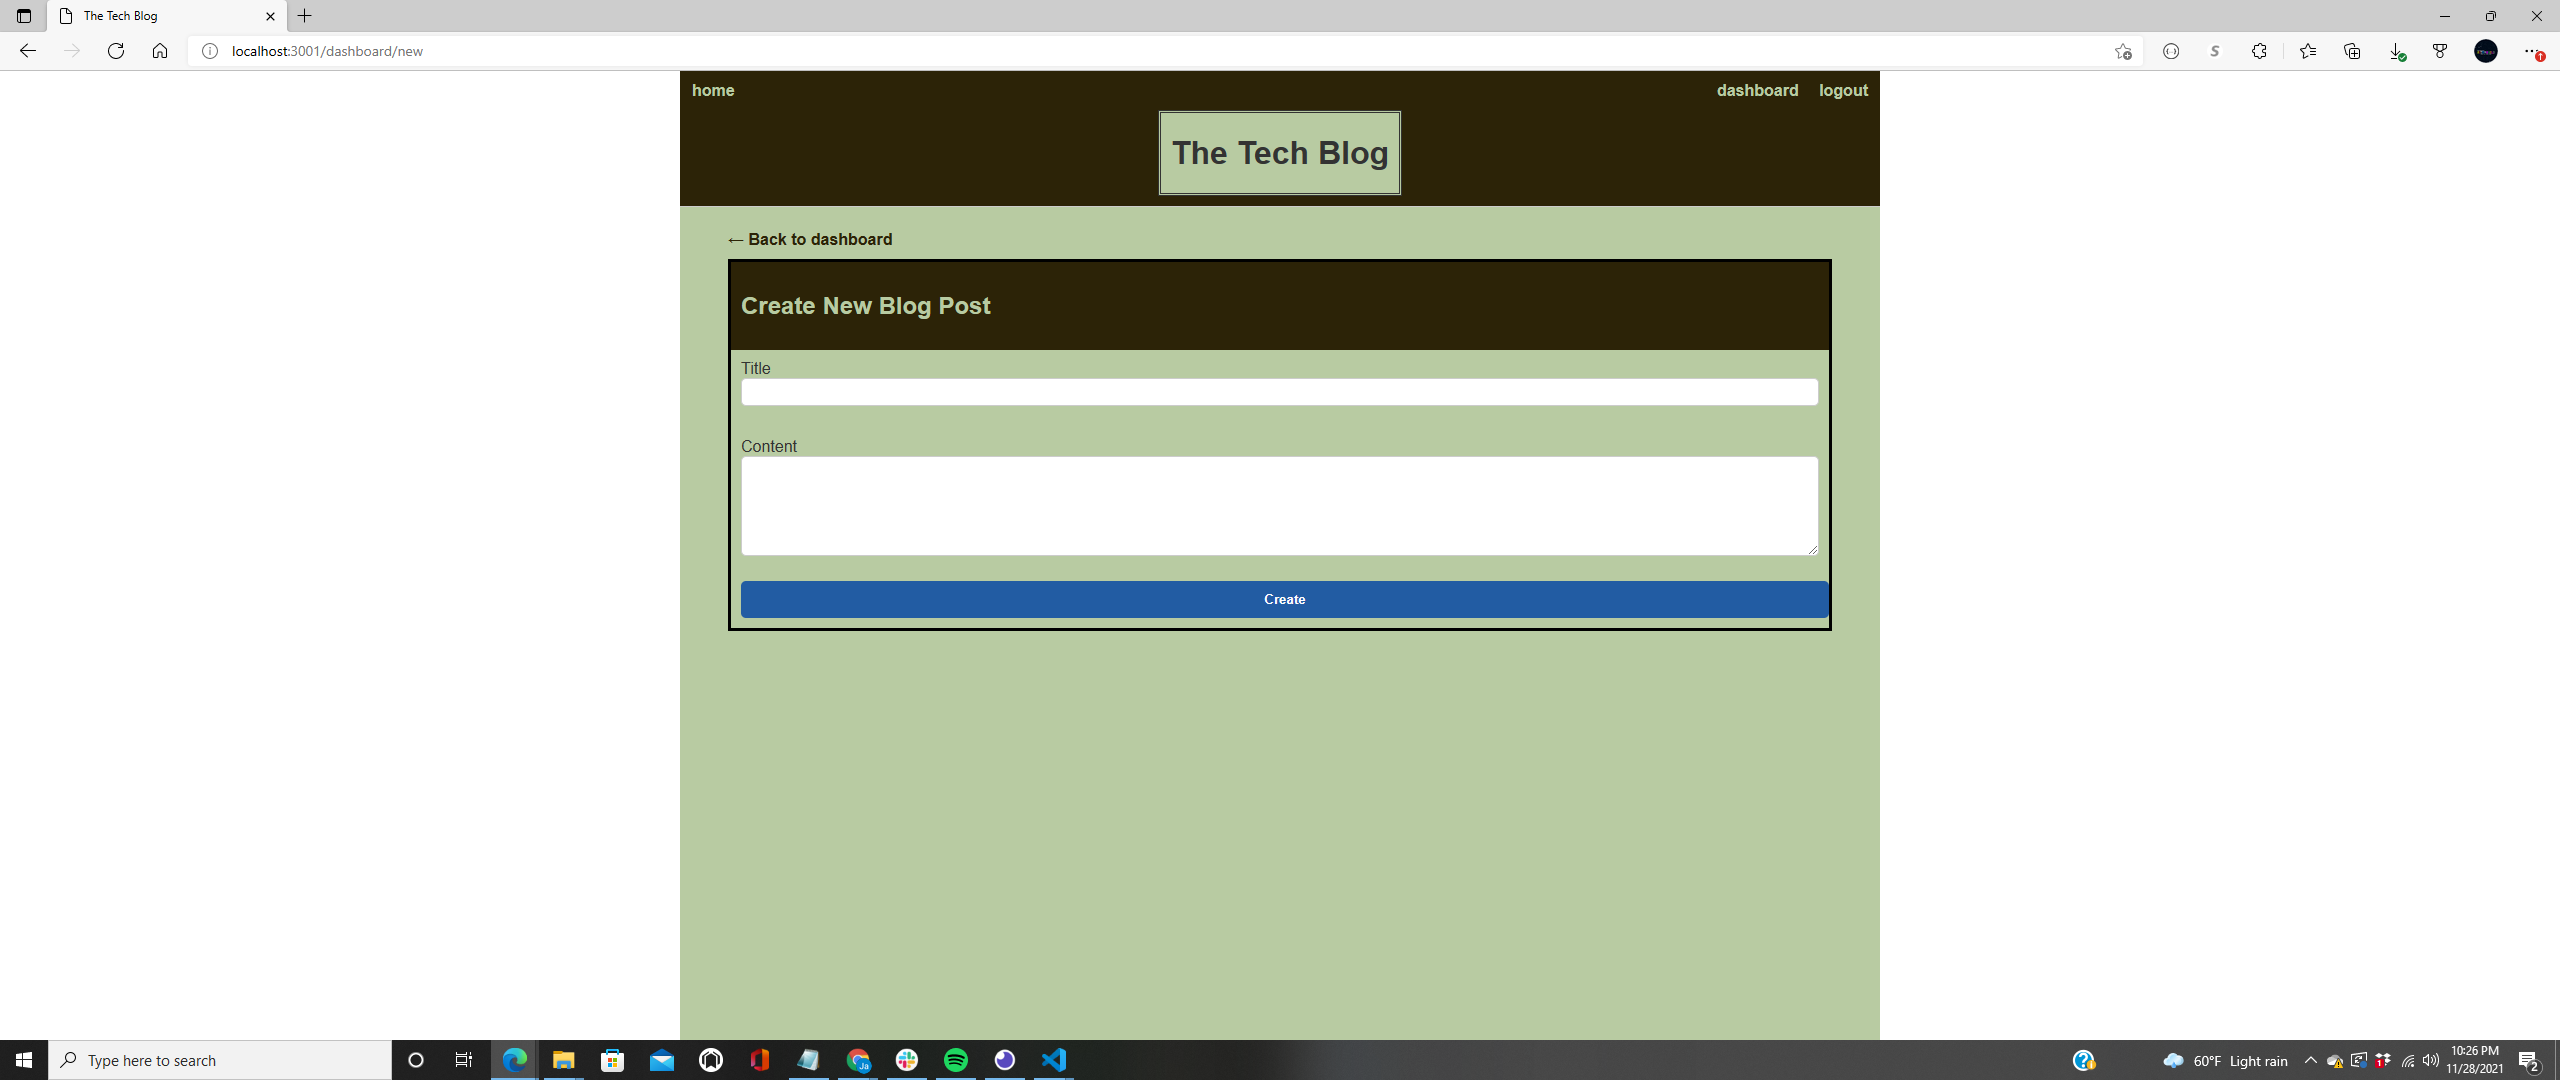 The Tech Blog
localhost:3001/dashboard/new
home
dashboard logout
The Tech Blog
← Back to dashboard
Create New Blog Post
Title
Content
Create
Type here to search
60°F Light rain
10:26 PM
11/28/2021
2